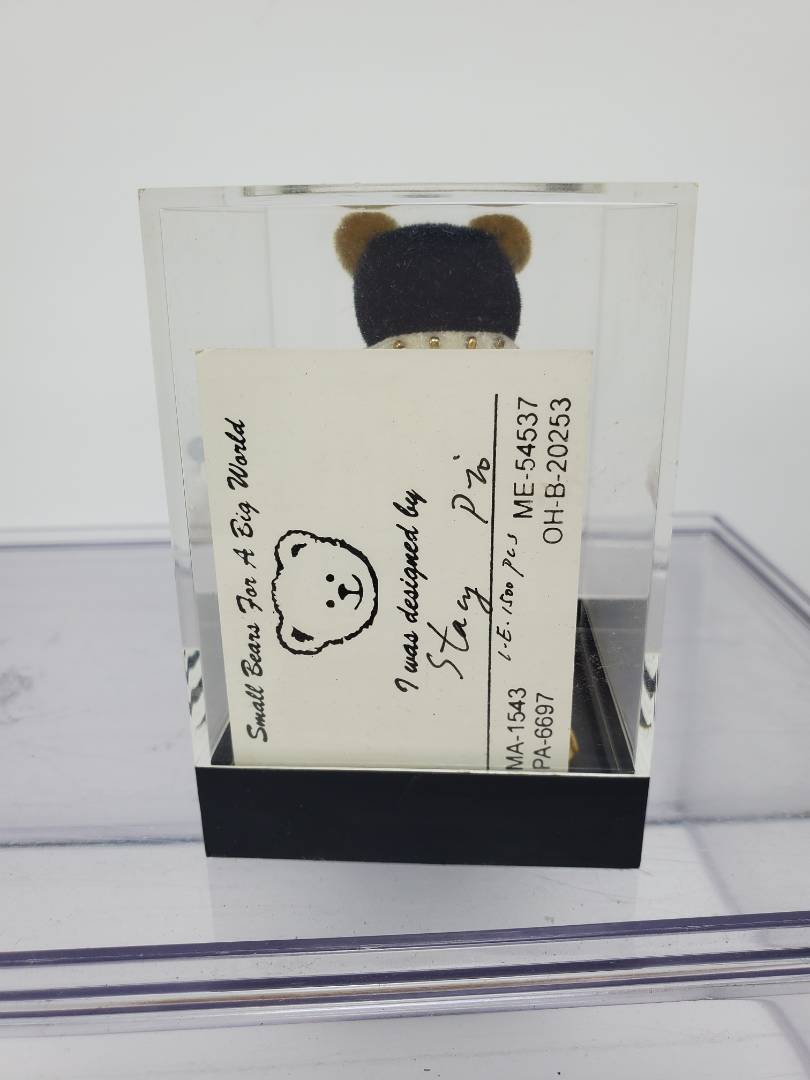 Small Bears For A Big World
I was designed by
Stacy Pio
L.E. 1500 pcs
MA-1543 ME-54537
PA-6697 OH-B-20253